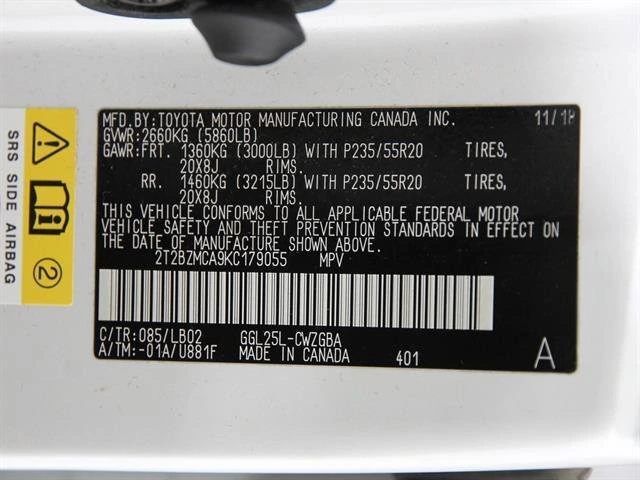 MFD.BY:TOYOTA MOTOR MANUFACTURING CANADA INC. 11/18
GVWR:2660KG (5860LB)
GAWR:FRT. 1360KG (3000LB) WITH P235/55R20 TIRES,
20X8J RIMS.
RR. 1460KG (3215LB) WITH P235/55R20 TIRES,
20X8J RIMS.
THIS VEHICLE CONFORMS TO ALL APPLICABLE FEDERAL MOTOR
VEHICLE SAFETY AND THEFT PREVENTION STANDARDS IN EFFECT ON
THE DATE OF MANUFACTURE SHOWN ABOVE.
2T2BZMCA9KC179055 MPV
C/TR:085/LB02 GGL25L-CWZGBA
A/TM:-01A/U881F MADE IN CANADA 401 A
SRS SIDE AIRBAG
2